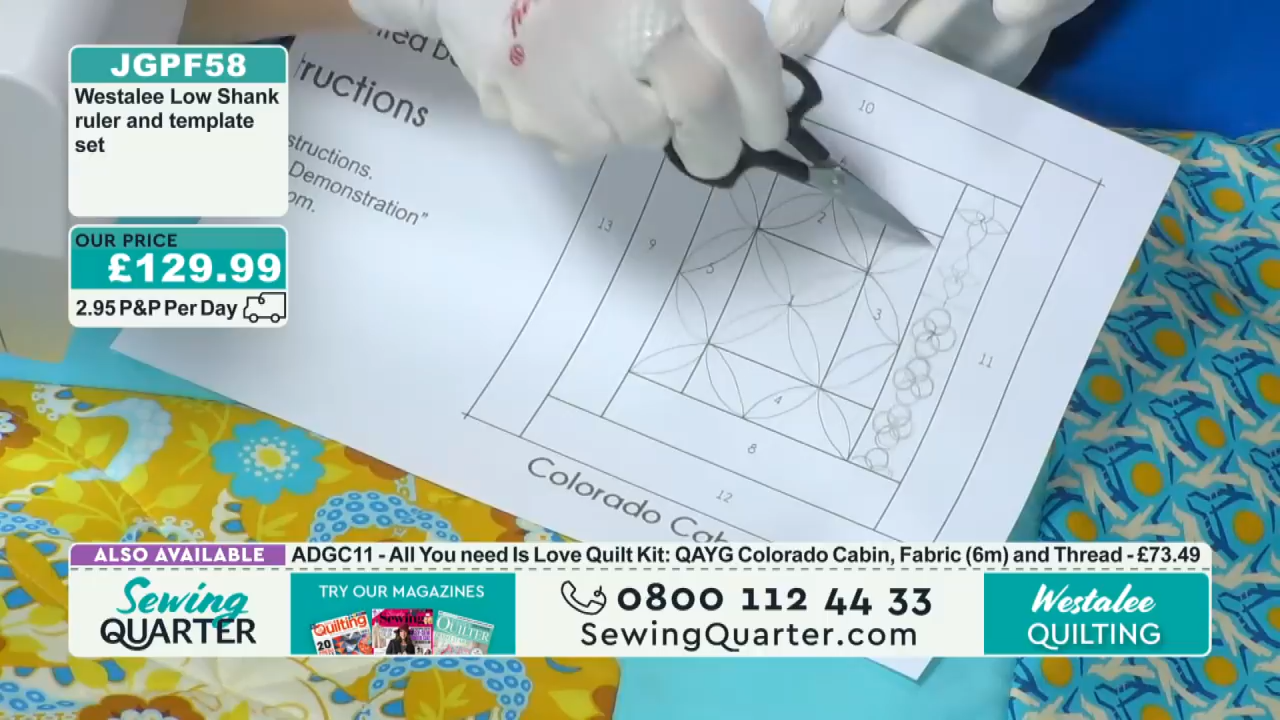 JGPF58
Westalee Low Shank
ruler and template
set
OUR PRICE
£129.99
2.95 P&P Per Day
structions.
Demonstration"
om.
10
2
13
9
5
1
3
11
4
8
12
Colorado
ALSO AVAILABLE
ADGC11 - All You need Is Love Quilt Kit: QAYG Colorado Cabin, Fabric (6m) and Thread - £73.49
Sewing
QUARTER
TRY OUR MAGAZINES
Quilting
Sewing
QUILTER
0800 112 44 33
SewingQuarter.com
Westalee
QUILTING